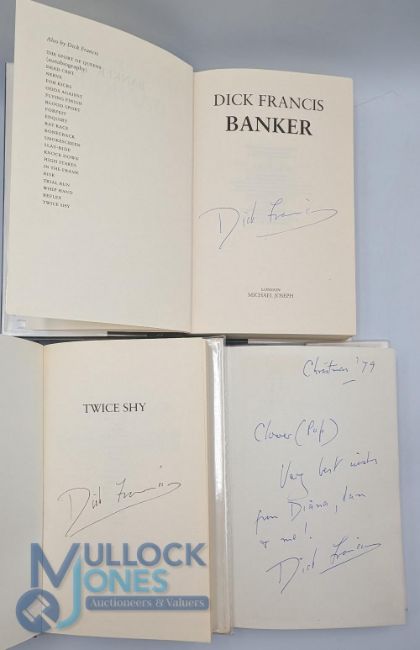 Also by Dick Francis
THE SPORT OF QUEENS
(autobiography)
DEAD CERT
NERVE
FOR KICKS
ODDS AGAINST
FLYING FINISH
BLOOD SPORT
FORFEIT
ENQUIRY
RAT RACE
BONECRACK
SMOKESCREEN
SLAY-RIDE
KNOCK DOWN
HIGH STAKES
IN THE FRAME
RISK
TRIAL RUN
WHIP HAND
REFLEX
TWICE SHY
DICK FRANCIS
BANKER
Dick Francis
LONDON
MICHAEL JOSEPH
TWICE SHY
Dick Francis
Christmas '79
Clower (Pop)
Very best wishes
from Diana, Ian
& me!
Dick Francis
MULLOCK
JONES
Auctioneers & Valuers